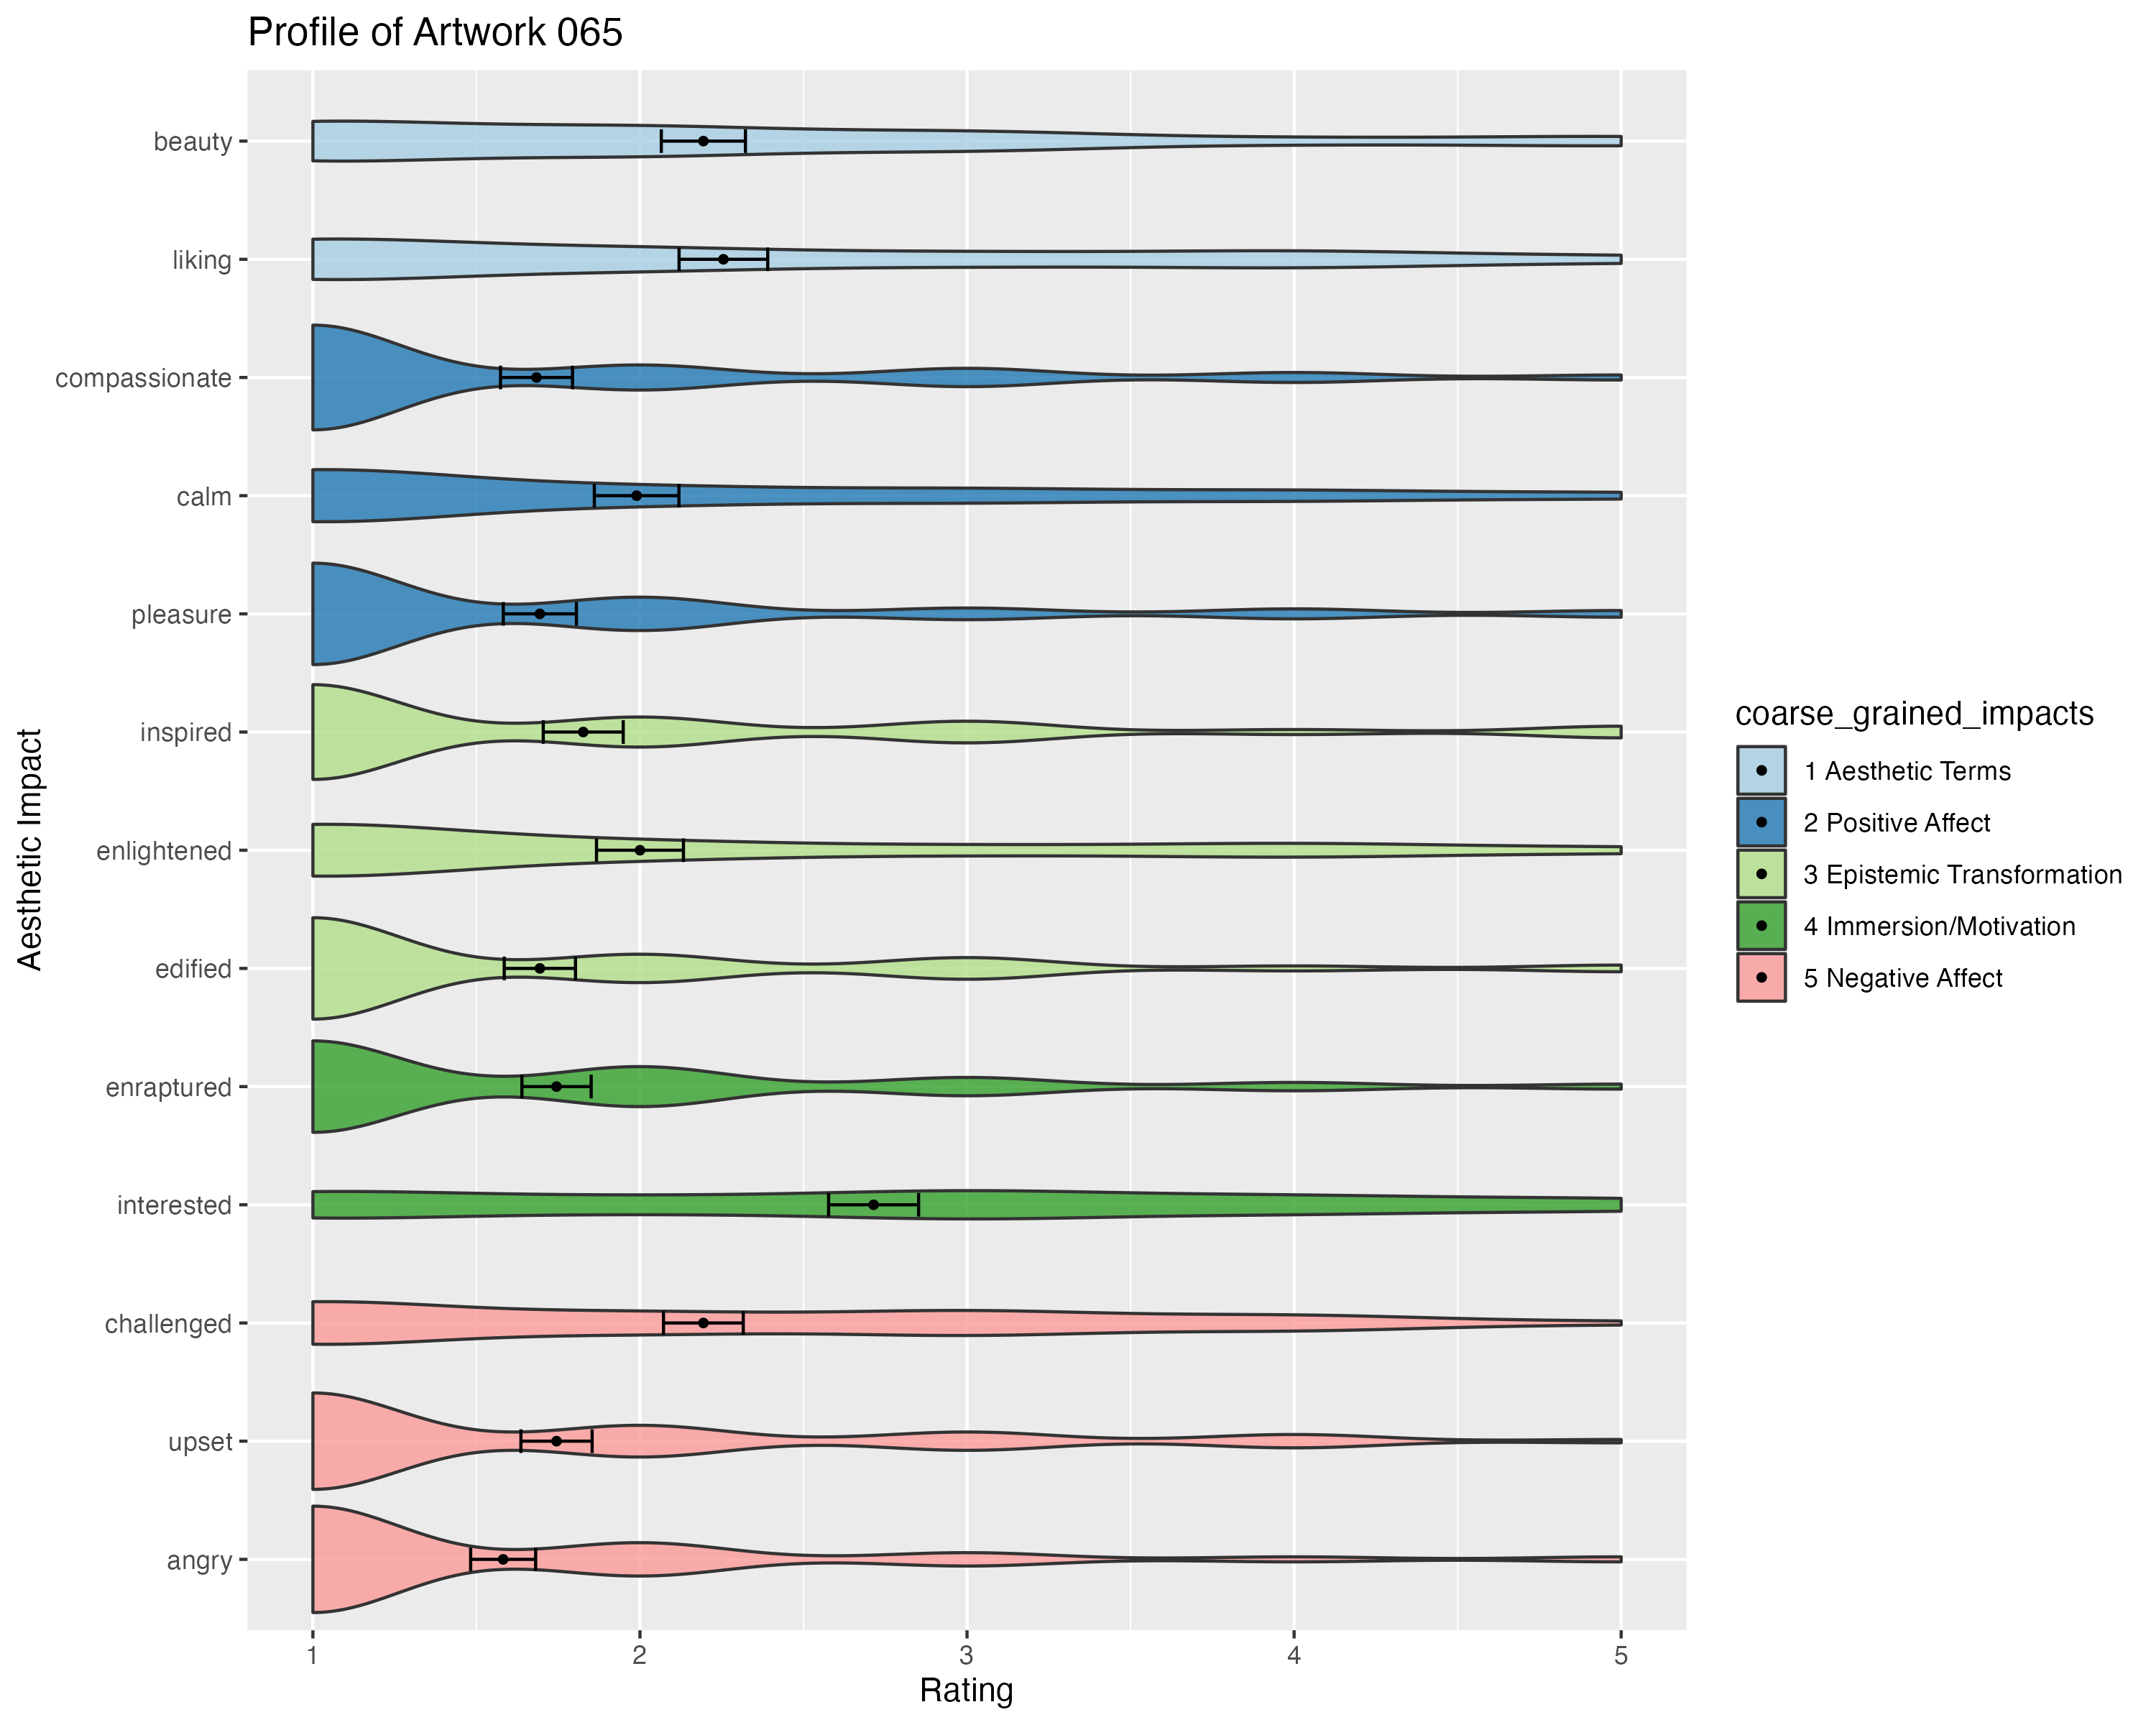 Profile of Artwork 065
Aesthetic Impact
beauty
liking
compassionate
calm
pleasure
inspired
enlightened
edified
enraptured
interested
challenged
upset
angry
1 2 3 4 5
Rating
coarse_grained_impacts
1 Aesthetic Terms
2 Positive Affect
3 Epistemic Transformation
4 Immersion/Motivation
5 Negative Affect